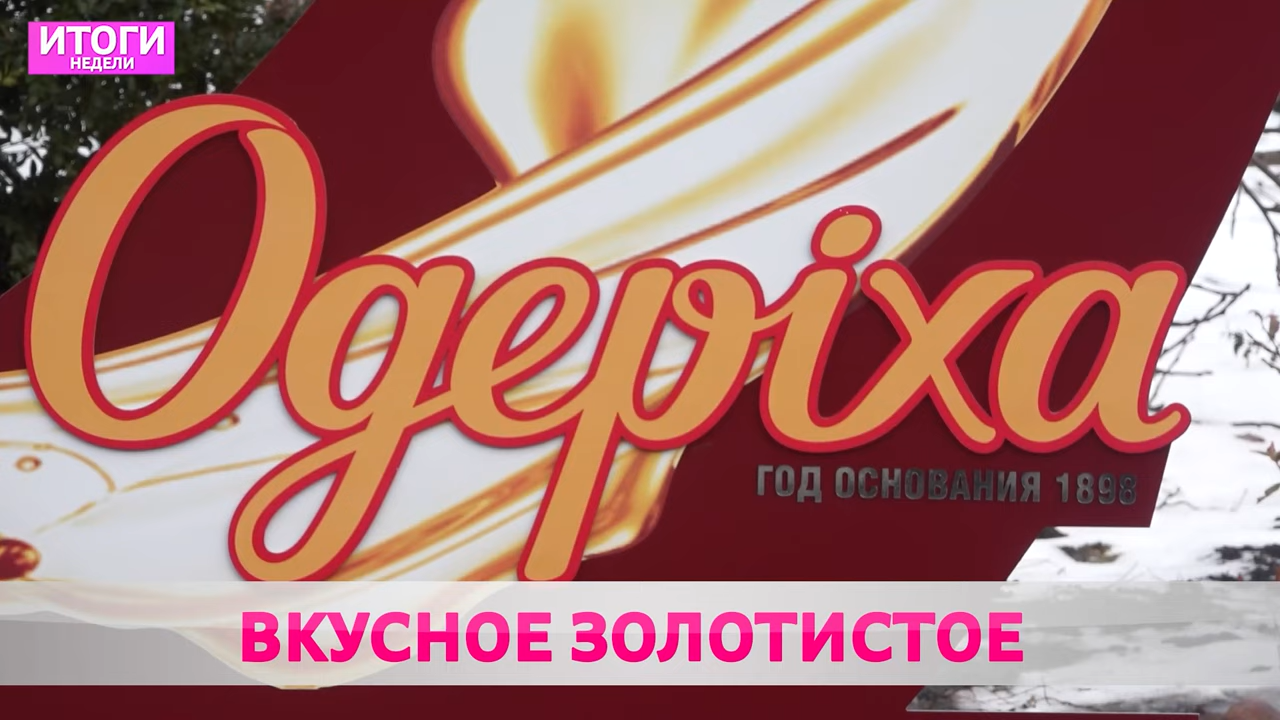 ИТОГИ
НЕДЕЛИ
Одеріха
ГОД ОСНОВАНИЯ 1898
ВКУСНОЕ ЗОЛОТИСТОЕ